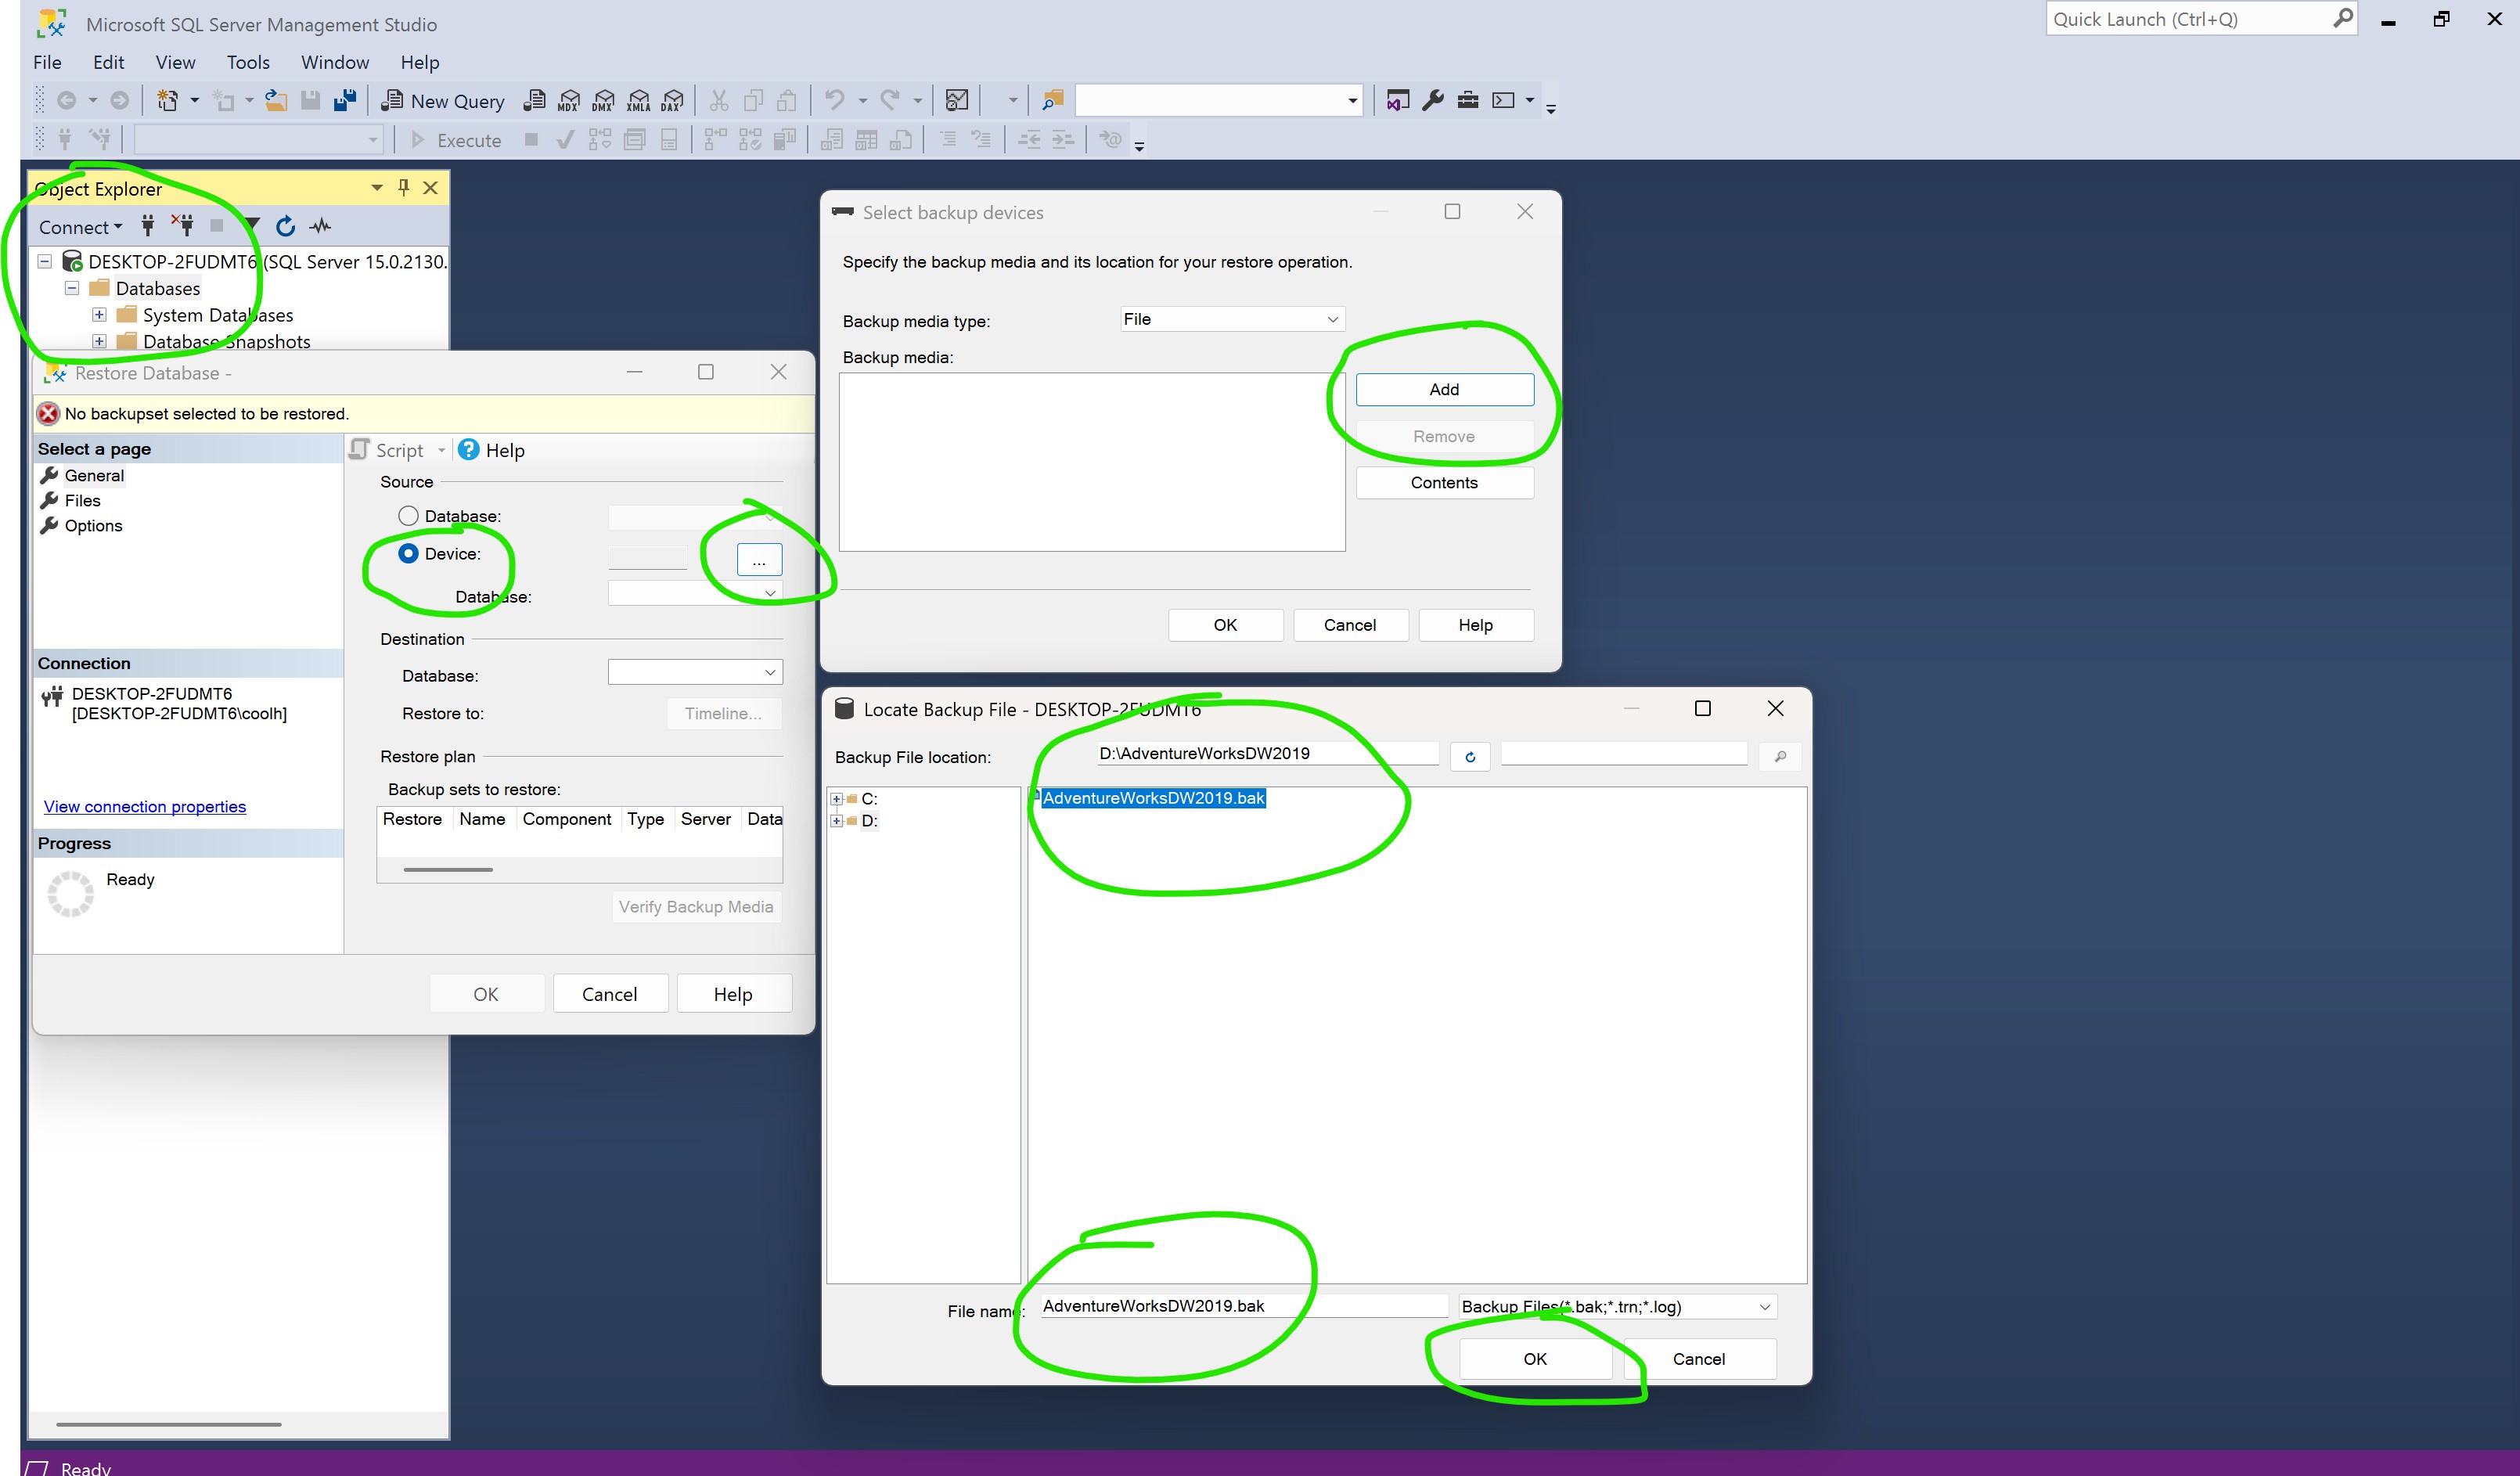 Microsoft SQL Server Management Studio
Quick Launch (Ctrl+Q)
File Edit View Tools Window Help
New Query MDX DMX XMLA DAX
Execute
Object Explorer
Connect
DESKTOP-2FUDMT6 (SQL Server 15.0.2130.
Databases
System Databases
Database Snapshots
Restore Database -
No backupset selected to be restored.
Select a page
General
Files
Options
Connection
DESKTOP-2FUDMT6
[DESKTOP-2FUDMT6\coolh]
View connection properties
Progress
Ready
Script Help
Source
Database:
Device: ...
Database:
Destination
Database:
Restore to: Timeline...
Restore plan
Backup sets to restore:
Restore Name Component Type Server Data
Verify Backup Media
OK Cancel Help
Select backup devices
Specify the backup media and its location for your restore operation.
Backup media type: File
Backup media:
Add
Remove
Contents
OK Cancel Help
Locate Backup File - DESKTOP-2FUDMT6
Backup File location: D:\AdventureWorksDW2019
C:
D:
AdventureWorksDW2019.bak
File name: AdventureWorksDW2019.bak Backup Files(*.bak;*.trn;*.log)
OK Cancel
Ready